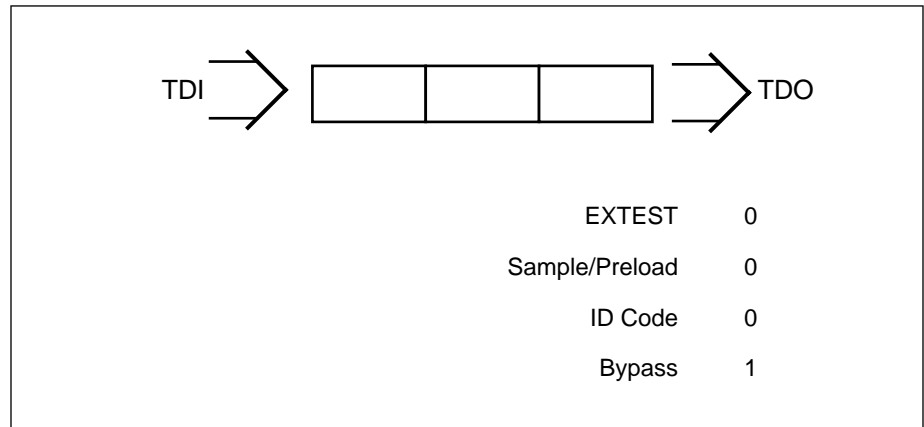 TDI TDO
EXTEST 0
Sample/Preload 0
ID Code 0
Bypass 1